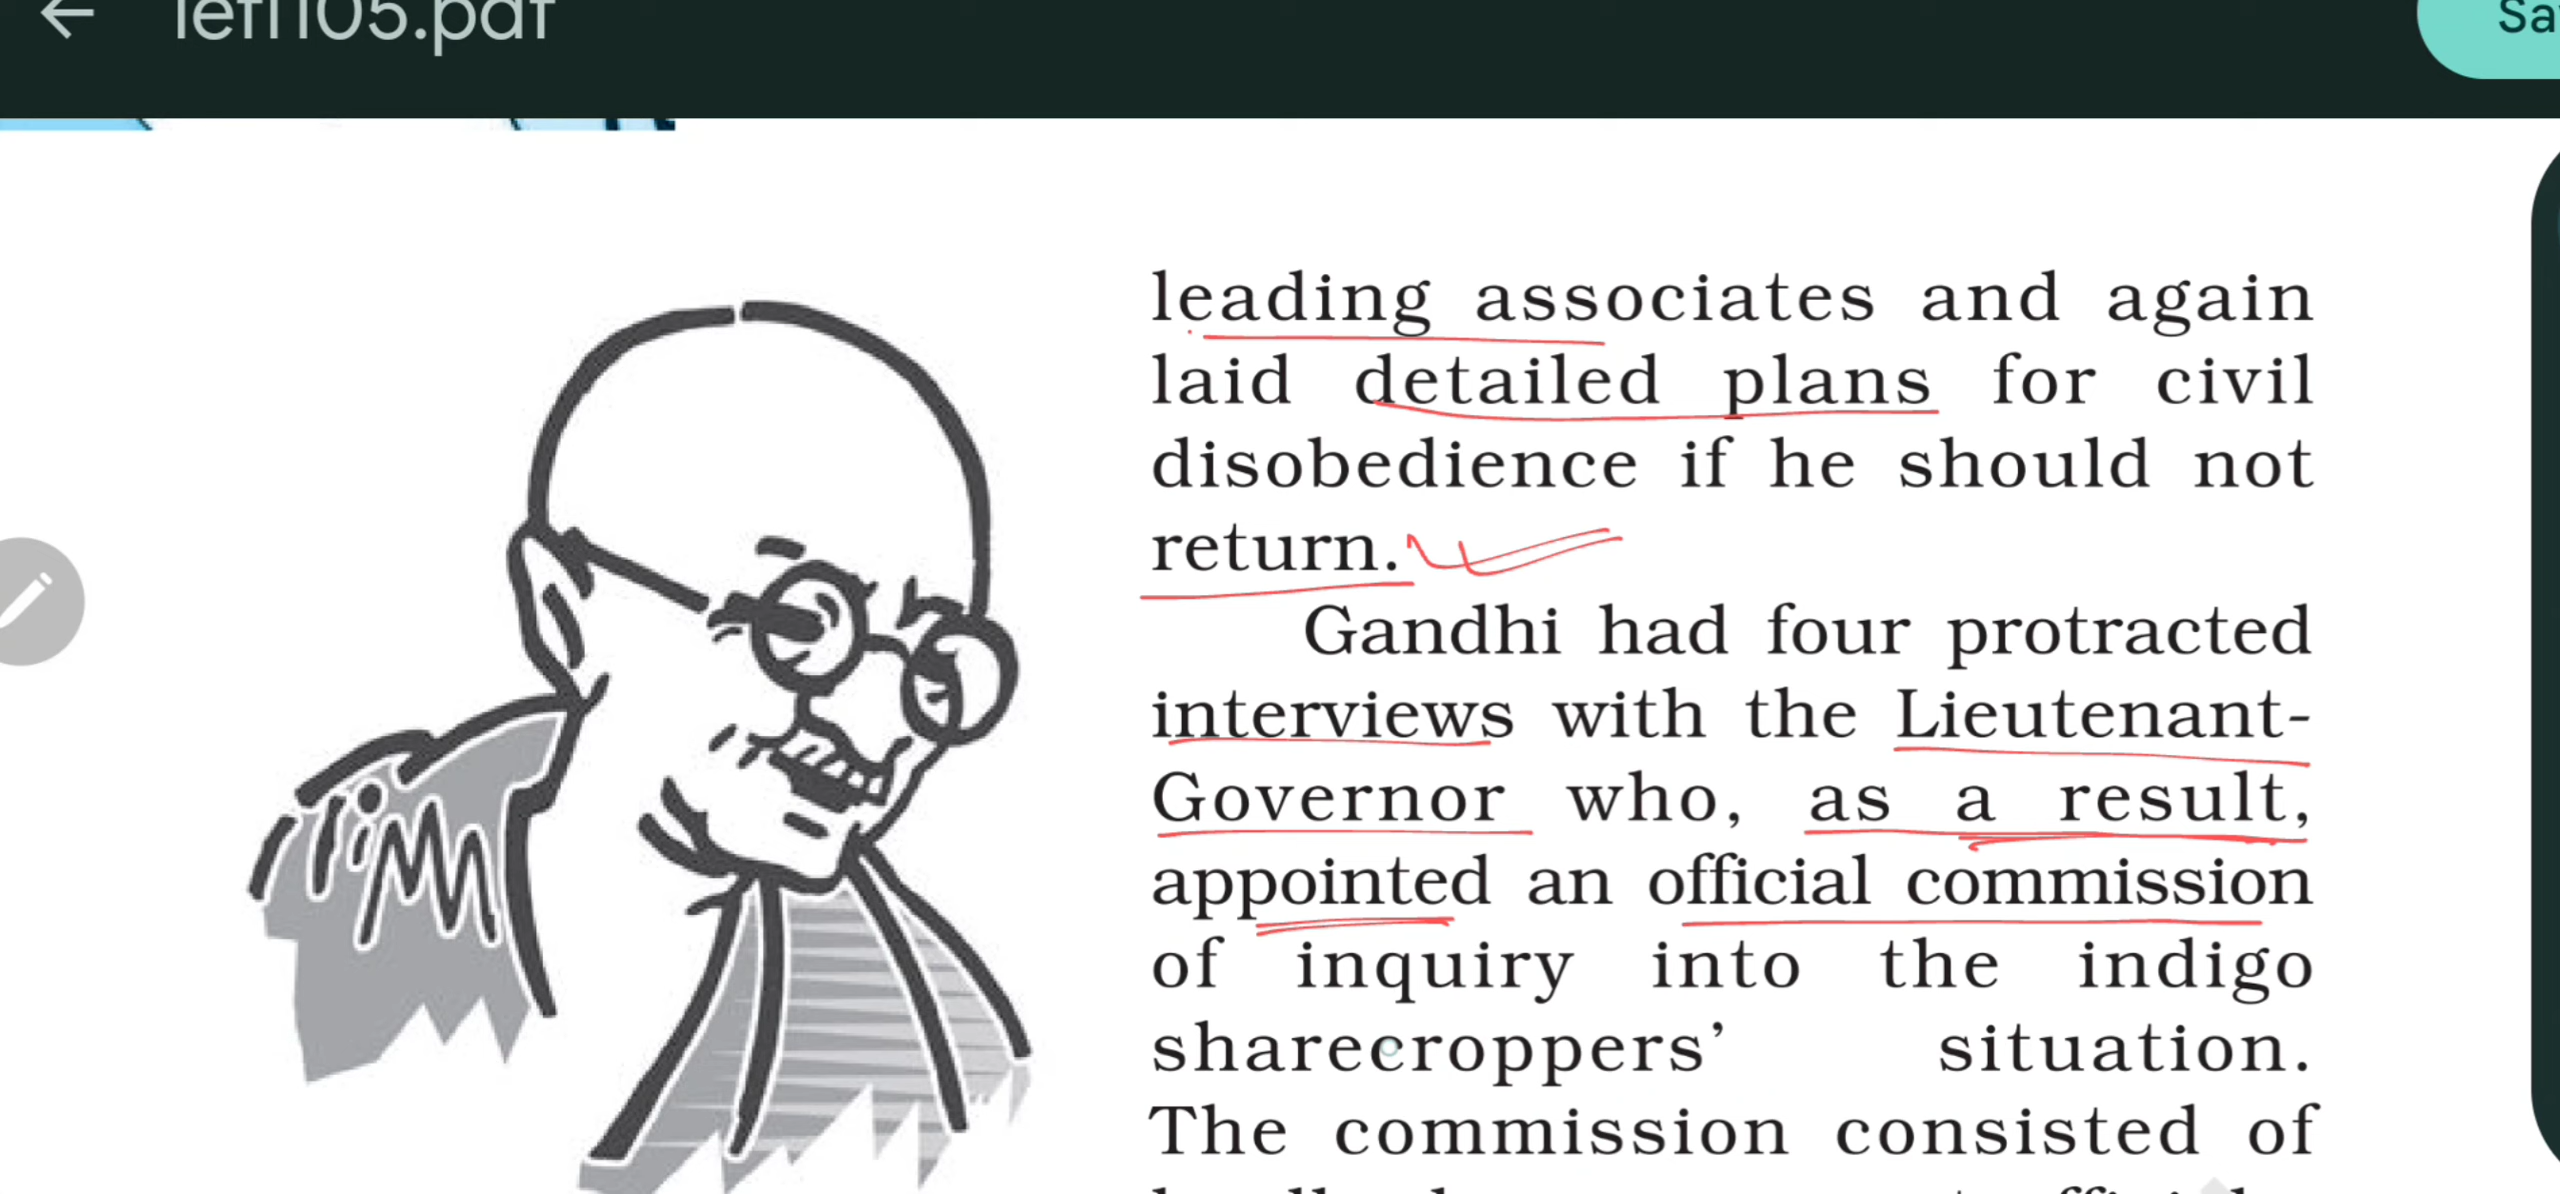 lefl105.pdf
Sa
leading associates and again
laid detailed plans for civil
disobedience if he should not
return.
Gandhi had four protracted
interviews with the Lieutenant-
Governor who, as a result,
appointed an official commission
of inquiry into the indigo
sharecroppers’ situation.
The commission consisted of